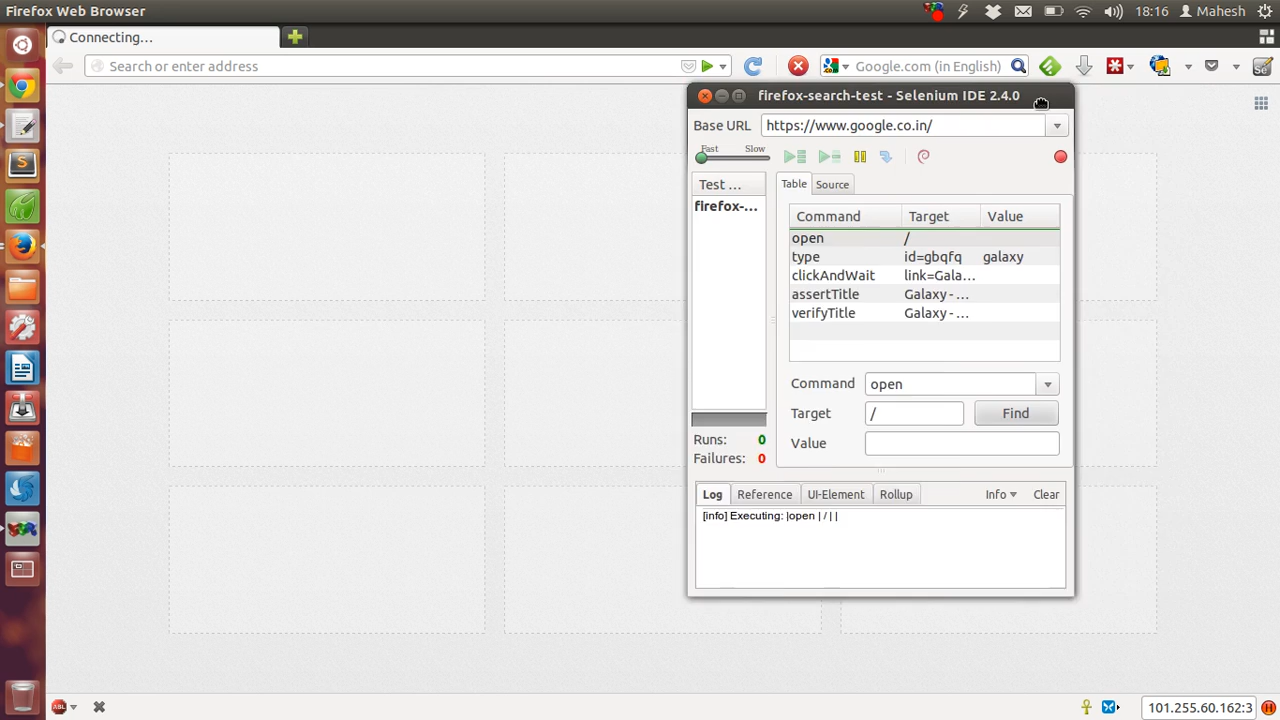 Firefox Web Browser
18:16
Mahesh
Connecting...
Search or enter address
Google.com (in English)
firefox-search-test - Selenium IDE 2.4.0
Base URL
https://www.google.co.in/
Fast
Slow
Test ...
firefox-...
Table
Source
Command Target Value
open /
type id=gbqfq galaxy
clickAndWait link=Gala...
assertTitle Galaxy - ...
verifyTitle Galaxy - ...
Command open
Target / Find
Value
Runs: 0
Failures: 0
Log Reference UI-Element Rollup Info Clear
[info] Executing: |open | / | |
ABP
101.255.60.162:3